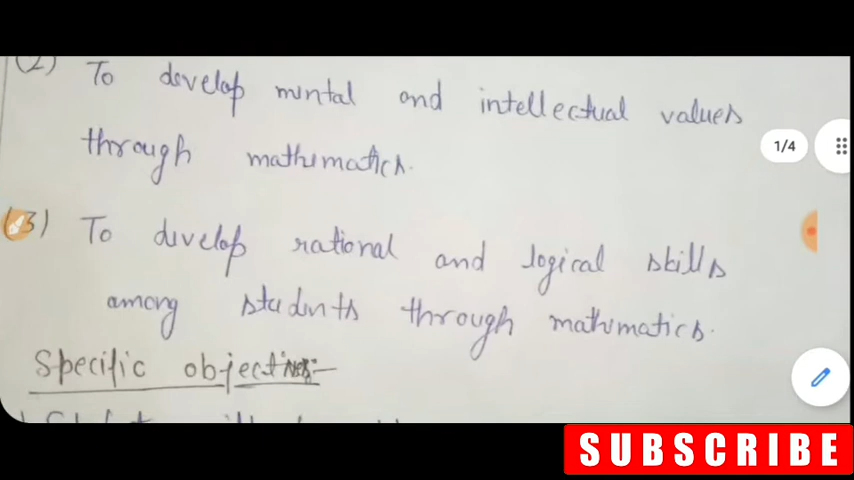 (2) To develop mental and intellectual values
through mathematics.
1/4
(3) To develop rational and logical skills
among students through mathematics.
Specific objectives:-
SUBSCRIBE